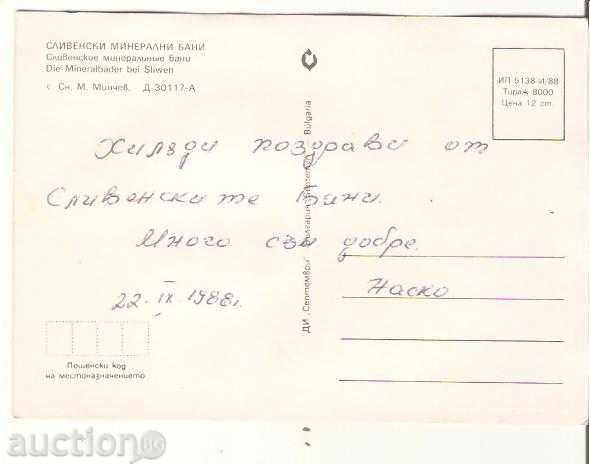 СЛИВЕНСКИ МИНЕРАЛНИ БАНИ
Сливенские минеральные бани
Die Mineralbäder bei Sliwen
Сн. М. Минчев. Д-30117-А
ИП 5138-И/88
Тираж 8000
Цена 12 ст.
Хиляди поздрави от
Сливенските Бани.
Много съм добре.
Наско
22. IX 1988г.
ДИ „Септември" Bulgaria
Пощенски код
на местоназначението
auction BG